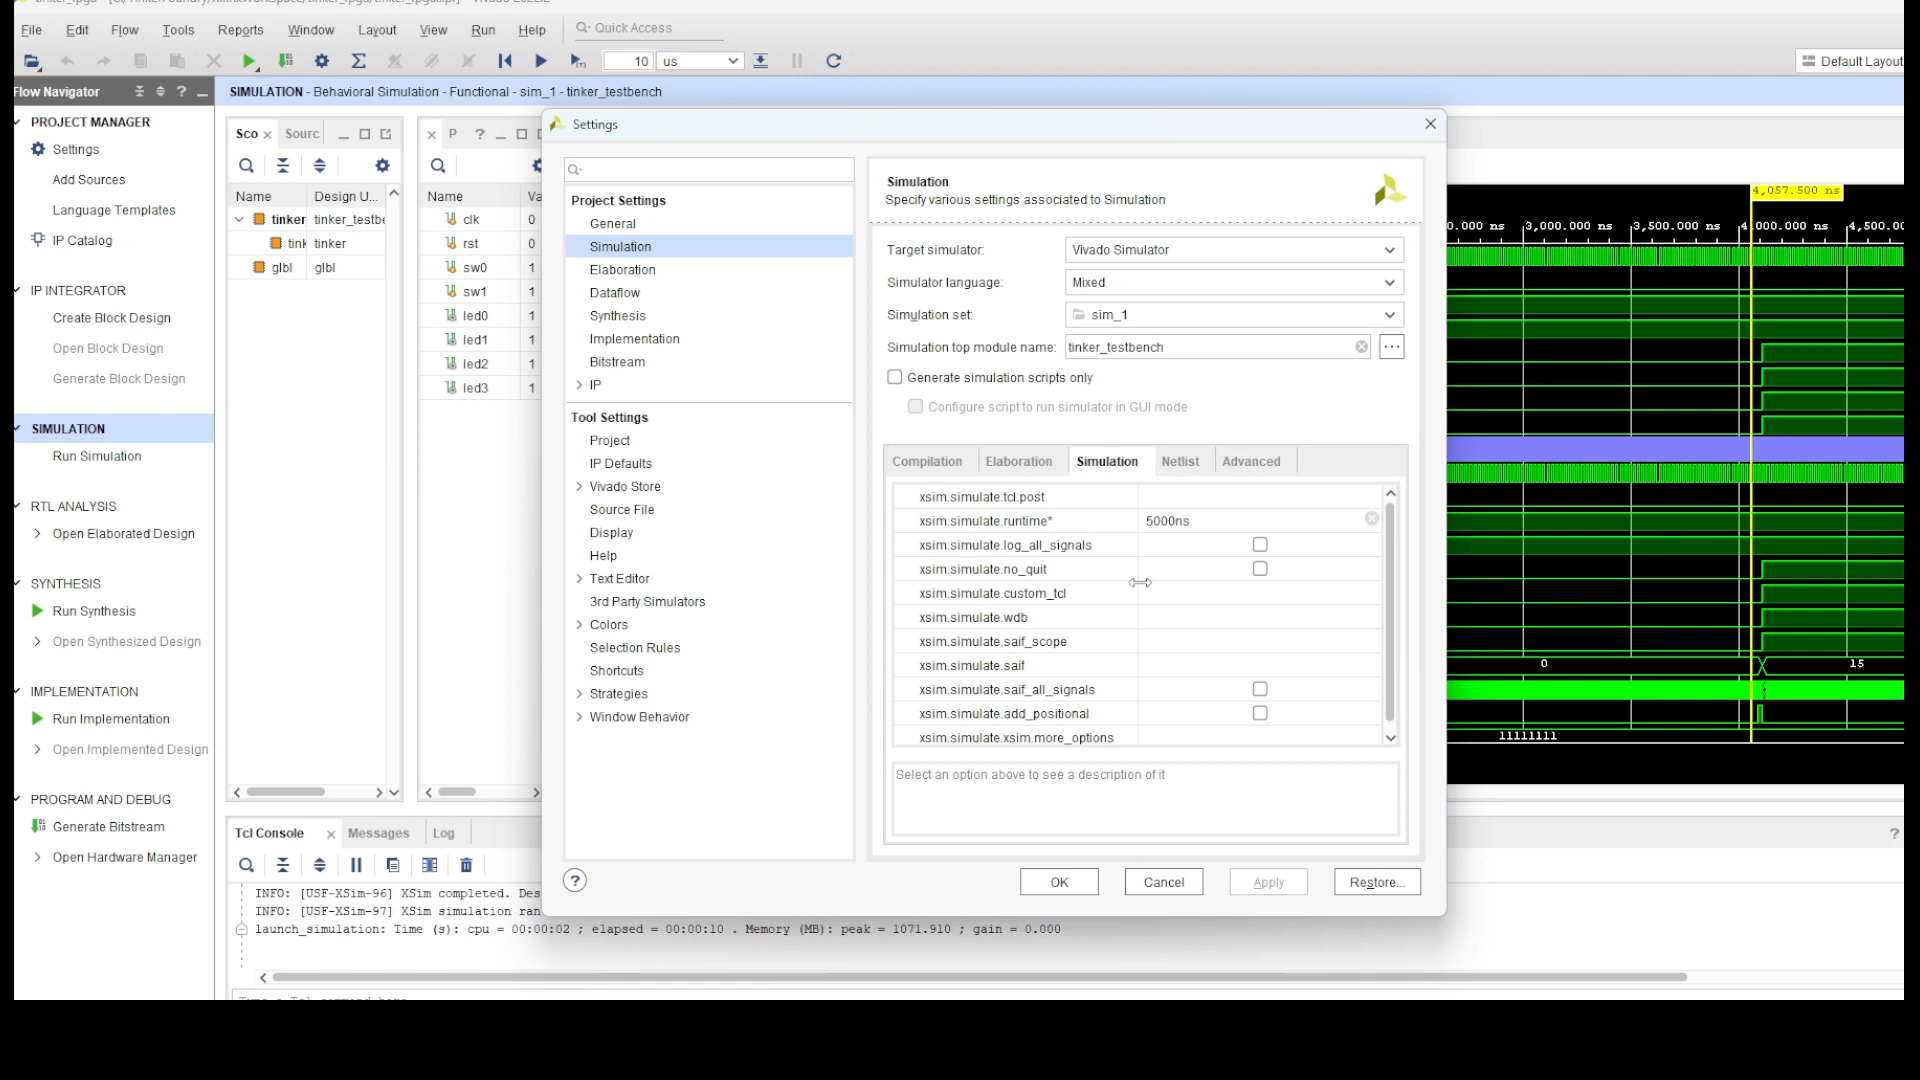 File Edit Flow Tools Reports Window Layout View Run Help Quick Access
10 us
Default Layout
Flow Navigator
SIMULATION - Behavioral Simulation - Functional - sim_1 - tinker_testbench
PROJECT MANAGER
Settings
Add Sources
Language Templates
IP Catalog
IP INTEGRATOR
Create Block Design
Open Block Design
Generate Block Design
SIMULATION
Run Simulation
RTL ANALYSIS
Open Elaborated Design
SYNTHESIS
Run Synthesis
Open Synthesized Design
IMPLEMENTATION
Run Implementation
Open Implemented Design
PROGRAM AND DEBUG
Generate Bitstream
Open Hardware Manager
Sco Sourc
Name Design U...
tinker tinker_testbe
tink tinker
glbl glbl
P
Name Va
clk 0
rst 0
sw0 1
sw1 1
led0 1
led1 1
led2 1
led3 1
Settings
Project Settings
General
Simulation
Elaboration
Dataflow
Synthesis
Implementation
Bitstream
IP
Tool Settings
Project
IP Defaults
Vivado Store
Source File
Display
Help
Text Editor
3rd Party Simulators
Colors
Selection Rules
Shortcuts
Strategies
Window Behavior
Simulation
Specify various settings associated to Simulation
Target simulator: Vivado Simulator
Simulator language: Mixed
Simulation set: sim_1
Simulation top module name: tinker_testbench
Generate simulation scripts only
Configure script to run simulator in GUI mode
Compilation Elaboration Simulation Netlist Advanced
xsim.simulate.tcl.post
xsim.simulate.runtime* 5000ns
xsim.simulate.log_all_signals
xsim.simulate.no_quit
xsim.simulate.custom_tcl
xsim.simulate.wdb
xsim.simulate.saif_scope
xsim.simulate.saif
xsim.simulate.saif_all_signals
xsim.simulate.add_positional
xsim.simulate.xsim.more_options
Select an option above to see a description of it
OK Cancel Apply Restore...
4,057.500 ns
0.000 ns 3,000.000 ns 3,500.000 ns 4,000.000 ns 4,500.00
0 15
11111111
Tcl Console Messages Log
INFO: [USF-XSim-96] XSim completed. Des
INFO: [USF-XSim-97] XSim simulation ran
launch_simulation: Time (s): cpu = 00:00:02 ; elapsed = 00:00:10 . Memory (MB): peak = 1071.910 ; gain = 0.000